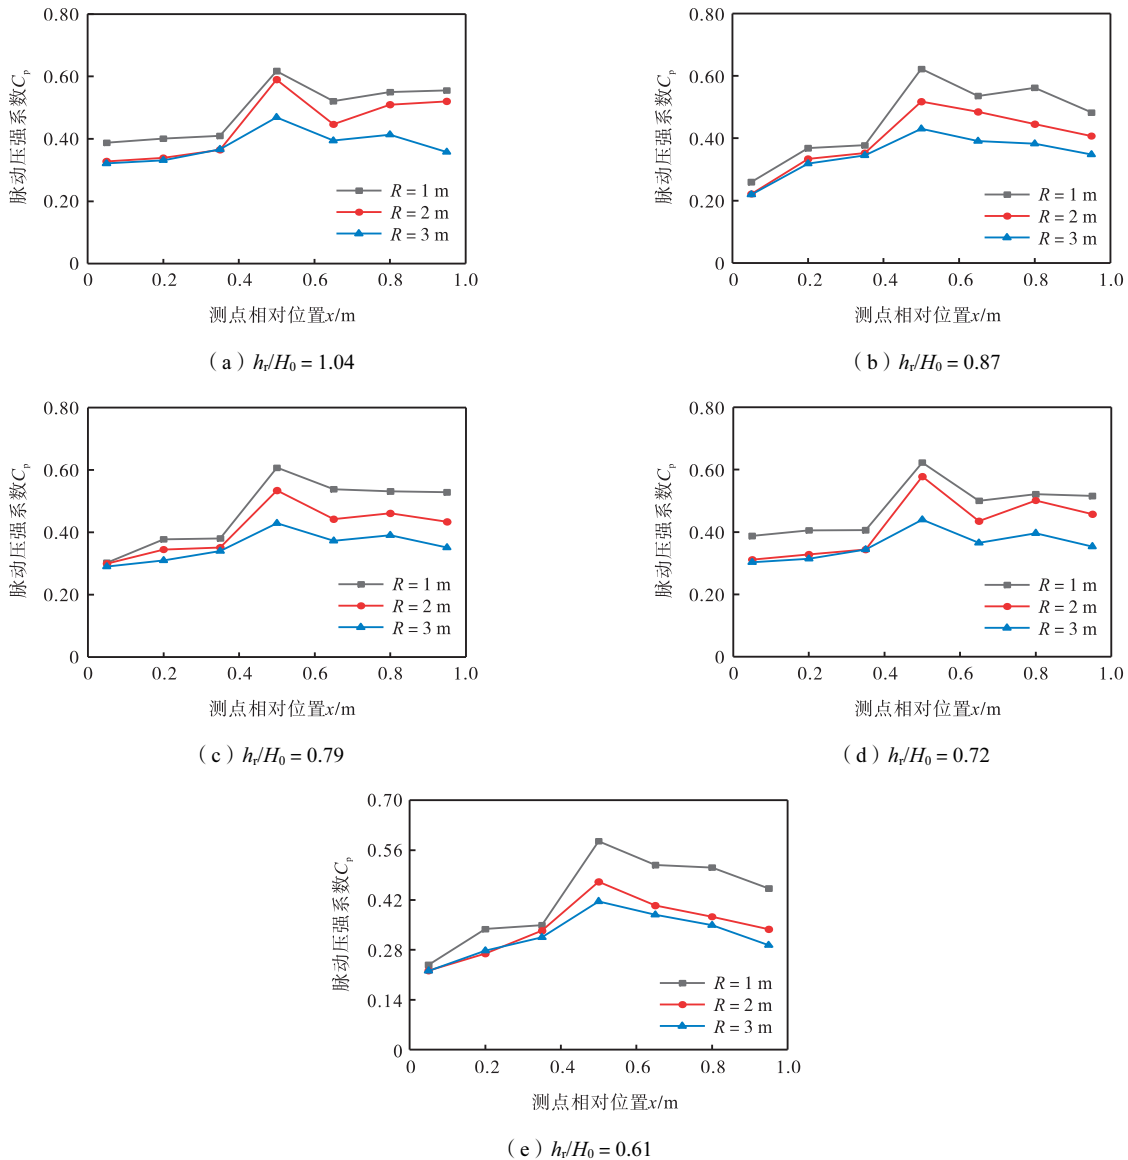 0.80
0.60
0.40
0.20
0
脉动压强系数Cp
R = 1 m
R = 2 m
R = 3 m
0 0.2 0.4 0.6 0.8 1.0
测点相对位置x/m
（a）hr/H0 = 1.04
0.80
0.60
0.40
0.20
0
脉动压强系数Cp
R = 1 m
R = 2 m
R = 3 m
0 0.2 0.4 0.6 0.8 1.0
测点相对位置x/m
（b）hr/H0 = 0.87
0.80
0.60
0.40
0.20
0
脉动压强系数Cp
R = 1 m
R = 2 m
R = 3 m
0 0.2 0.4 0.6 0.8 1.0
测点相对位置x/m
（c）hr/H0 = 0.79
0.80
0.60
0.40
0.20
0
脉动压强系数Cp
R = 1 m
R = 2 m
R = 3 m
0 0.2 0.4 0.6 0.8 1.0
测点相对位置x/m
（d）hr/H0 = 0.72
0.70
0.56
0.42
0.28
0.14
0
脉动压强系数Cp
R = 1 m
R = 2 m
R = 3 m
0 0.2 0.4 0.6 0.8 1.0
测点相对位置x/m
（e）hr/H0 = 0.61